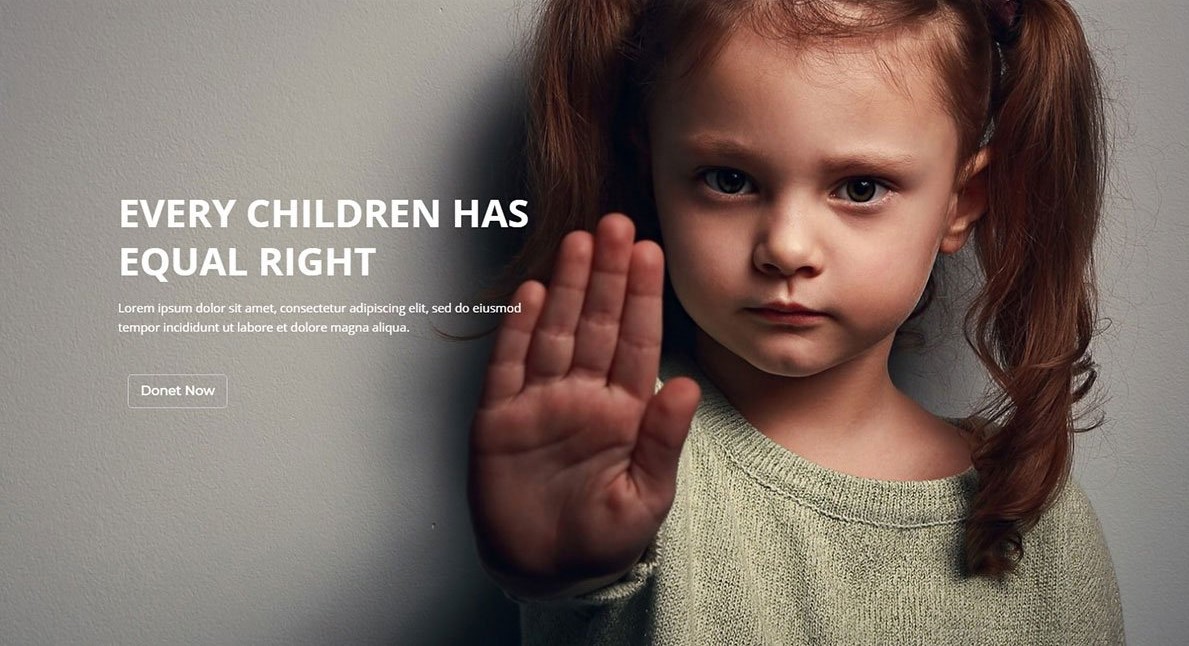 EVERY CHILDREN HAS
EQUAL RIGHT
Lorem ipsum dolor sit amet, consectetur adipiscing elit, sed do eiusmod
tempor incididunt ut labore et dolore magna aliqua.
Donet Now